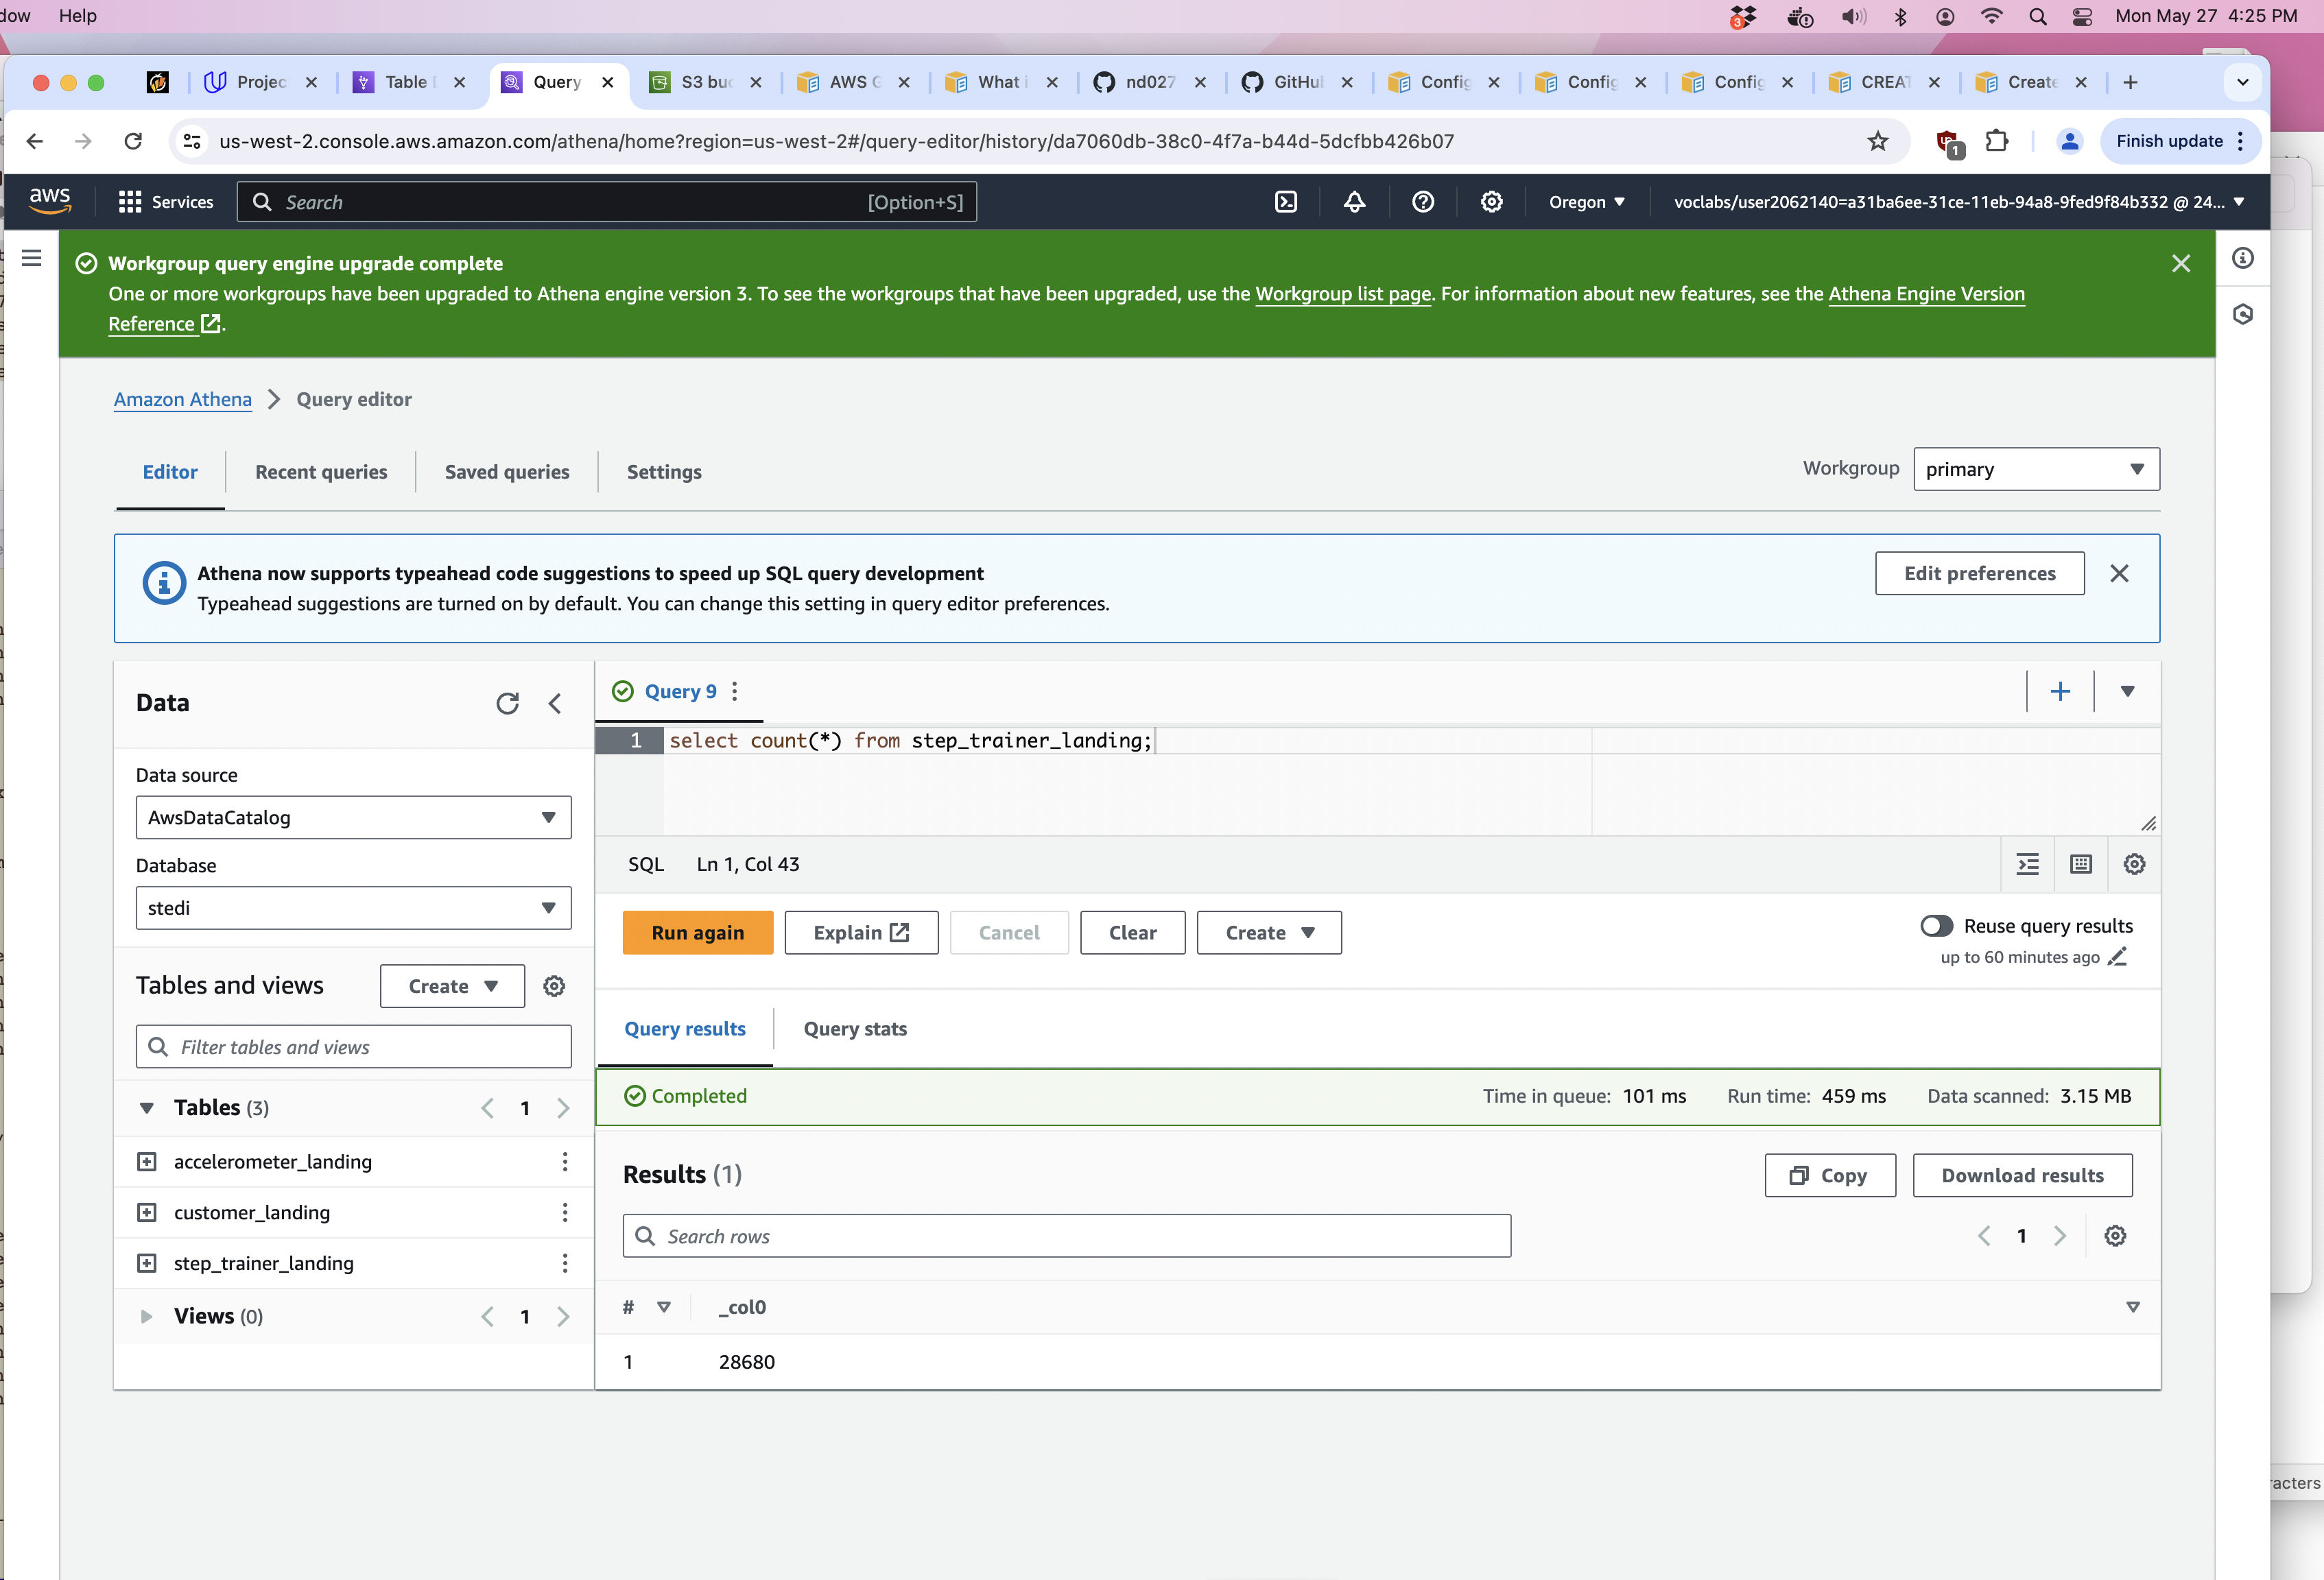 dow Help
3
Mon May 27 4:25 PM
Projec
Table
Query
S3 bu
AWS G
What i
nd027
GitHu
Config
Config
Config
CREAT
Create
us-west-2.console.aws.amazon.com/athena/home?region=us-west-2#/query-editor/history/da7060db-38c0-4f7a-b44d-5dcfbb426b07
1
Finish update
aws
Services
Search
[Option+S]
Oregon
voclabs/user2062140=a31ba6ee-31ce-11eb-94a8-9fed9f84b332 @ 24...
Workgroup query engine upgrade complete
One or more workgroups have been upgraded to Athena engine version 3. To see the workgroups that have been upgraded, use the Workgroup list page. For information about new features, see the Athena Engine Version
Reference.
Amazon Athena
Query editor
Editor
Recent queries
Saved queries
Settings
Workgroup
primary
Athena now supports typeahead code suggestions to speed up SQL query development
Typeahead suggestions are turned on by default. You can change this setting in query editor preferences.
Edit preferences
Data
Data source
AwsDataCatalog
Database
stedi
Tables and views
Create
Filter tables and views
Tables (3)
1
accelerometer_landing
customer_landing
step_trainer_landing
Views (0)
1
Query 9
1 select count(*) from step_trainer_landing;
SQL
Ln 1, Col 43
Run again
Explain
Cancel
Clear
Create
Reuse query results
up to 60 minutes ago
Query results
Query stats
Completed
Time in queue: 101 ms
Run time: 459 ms
Data scanned: 3.15 MB
Results (1)
Copy
Download results
Search rows
1
#
_col0
1
28680
racters